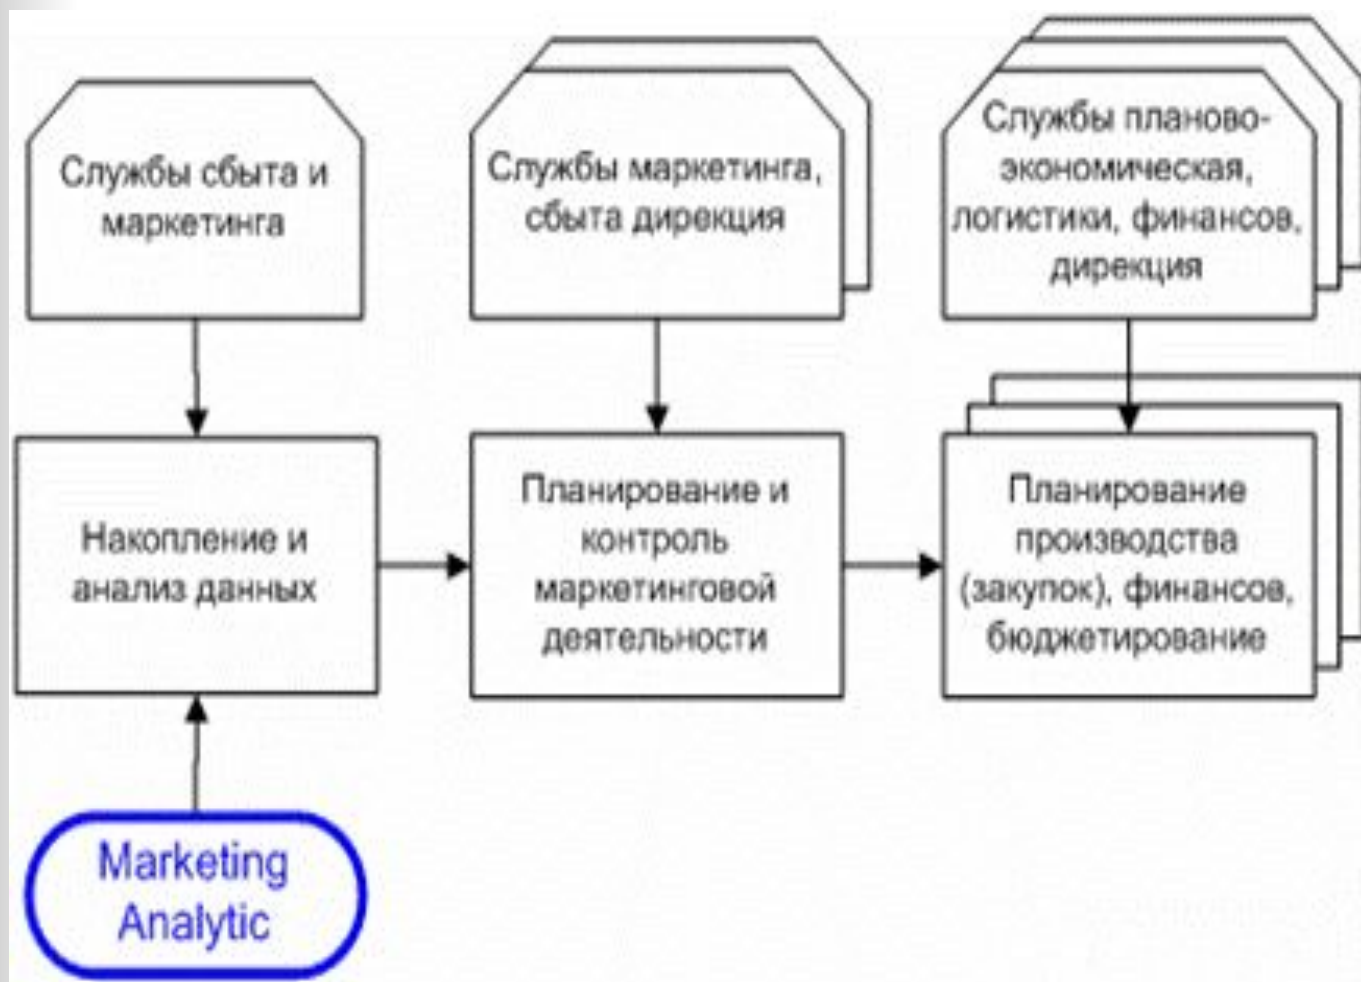 Службы сбыта и
маркетинга
Службы маркетинга,
сбыта дирекция
Службы планово-
экономическая,
логистики, финансов,
дирекция
Накопление и
анализ данных
Планирование и
контроль
маркетинговой
деятельности
Планирование
производства
(закупок), финансов,
бюджетирование
Marketing
Analytic